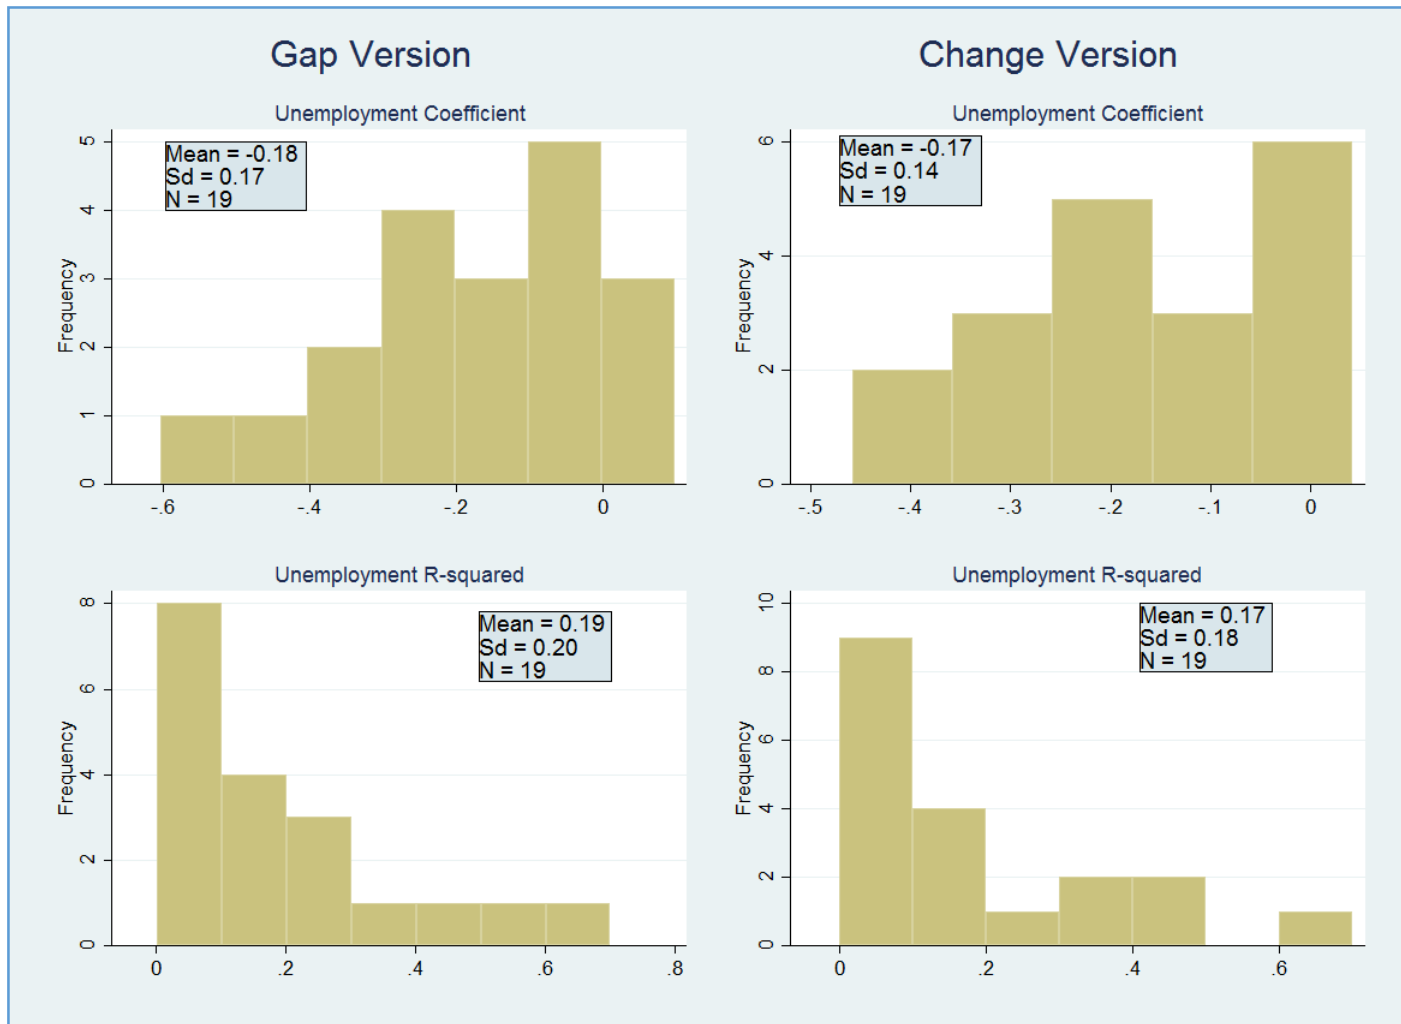 Gap Version
Change Version
Unemployment Coefficient
Mean = -0.18
Sd = 0.17
N = 19
Frequency
5
4
3
2
1
0
-.6
-.4
-.2
0
Unemployment Coefficient
Mean = -0.17
Sd = 0.14
N = 19
Frequency
6
4
2
0
-.5
-.4
-.3
-.2
-.1
0
Unemployment R-squared
Mean = 0.19
Sd = 0.20
N = 19
Frequency
8
6
4
2
0
0
.2
.4
.6
.8
Unemployment R-squared
Mean = 0.17
Sd = 0.18
N = 19
Frequency
10
8
6
4
2
0
0
.2
.4
.6